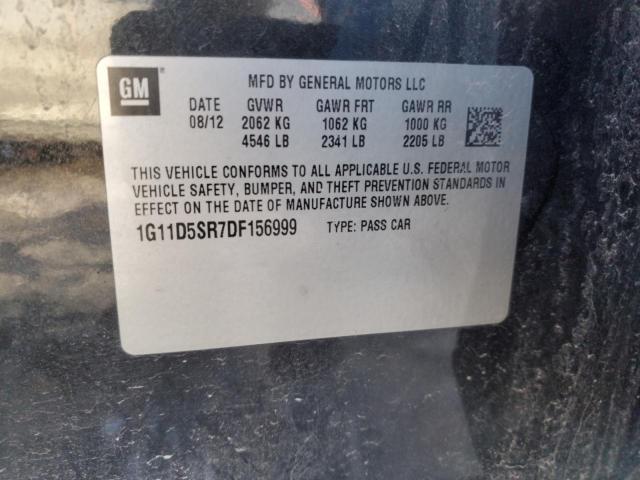 GM
MFD BY GENERAL MOTORS LLC
DATE GVWR GAWR FRT GAWR RR
08/12 2062 KG 1062 KG 1000 KG
4546 LB 2341 LB 2205 LB
THIS VEHICLE CONFORMS TO ALL APPLICABLE U.S. FEDERAL MOTOR
VEHICLE SAFETY, BUMPER, AND THEFT PREVENTION STANDARDS IN
EFFECT ON THE DATE OF MANUFACTURE SHOWN ABOVE.
1G11D5SR7DF156999 TYPE: PASS CAR